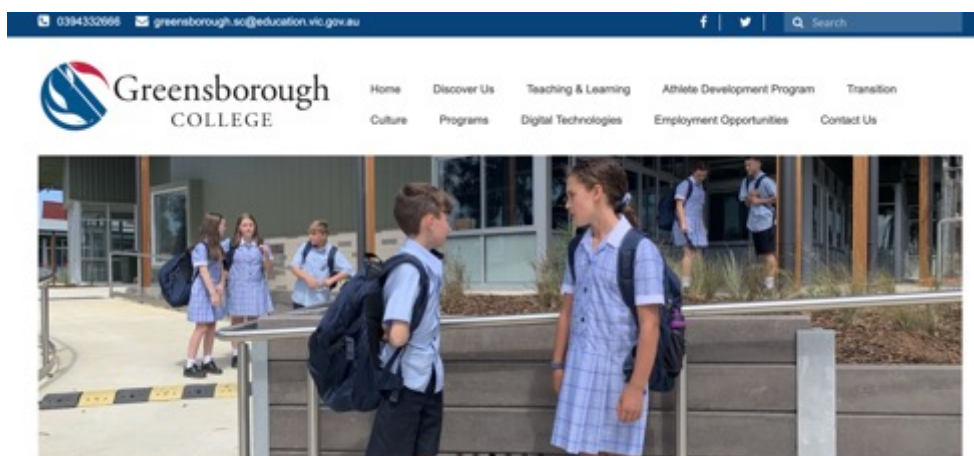 0394332666 greensborough.sc@education.vic.gov.au Search
Greensborough
COLLEGE
Home Discover Us Teaching & Learning Athlete Development Program Transition
Culture Programs Digital Technologies Employment Opportunities Contact Us